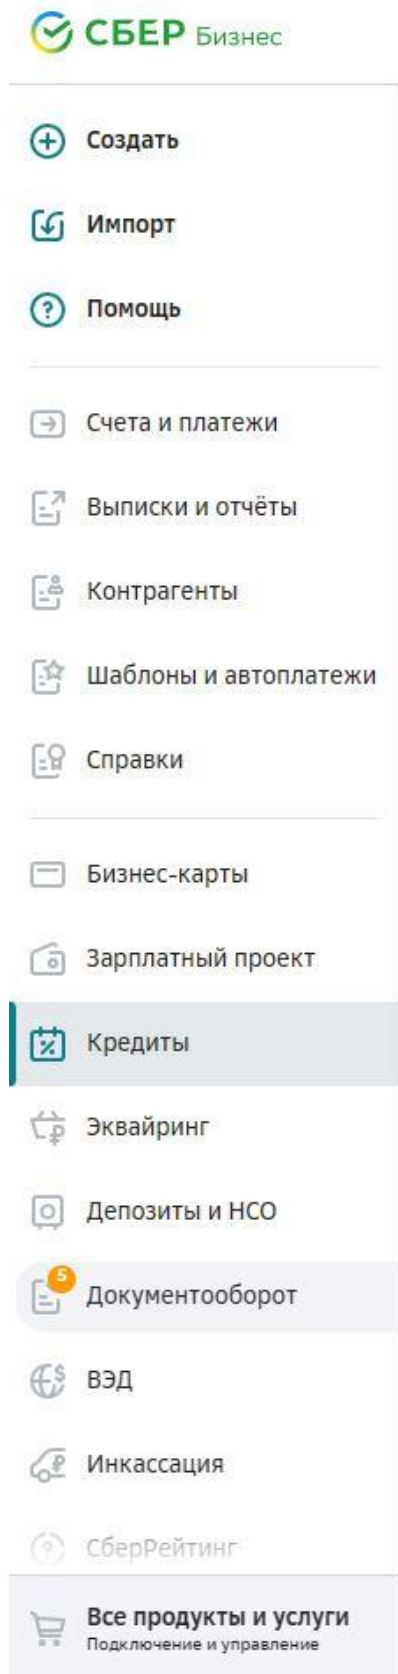 СБЕР Бизнес
Создать
Импорт
Помощь
Счета и платежи
Выписки и отчёты
Контрагенты
Шаблоны и автоплатежи
Справки
Бизнес-карты
Зарплатный проект
Кредиты
Эквайринг
Депозиты и НСО
5
Документооборот
ВЭД
Инкассация
СберРейтинг
Все продукты и услуги
Подключение и управление